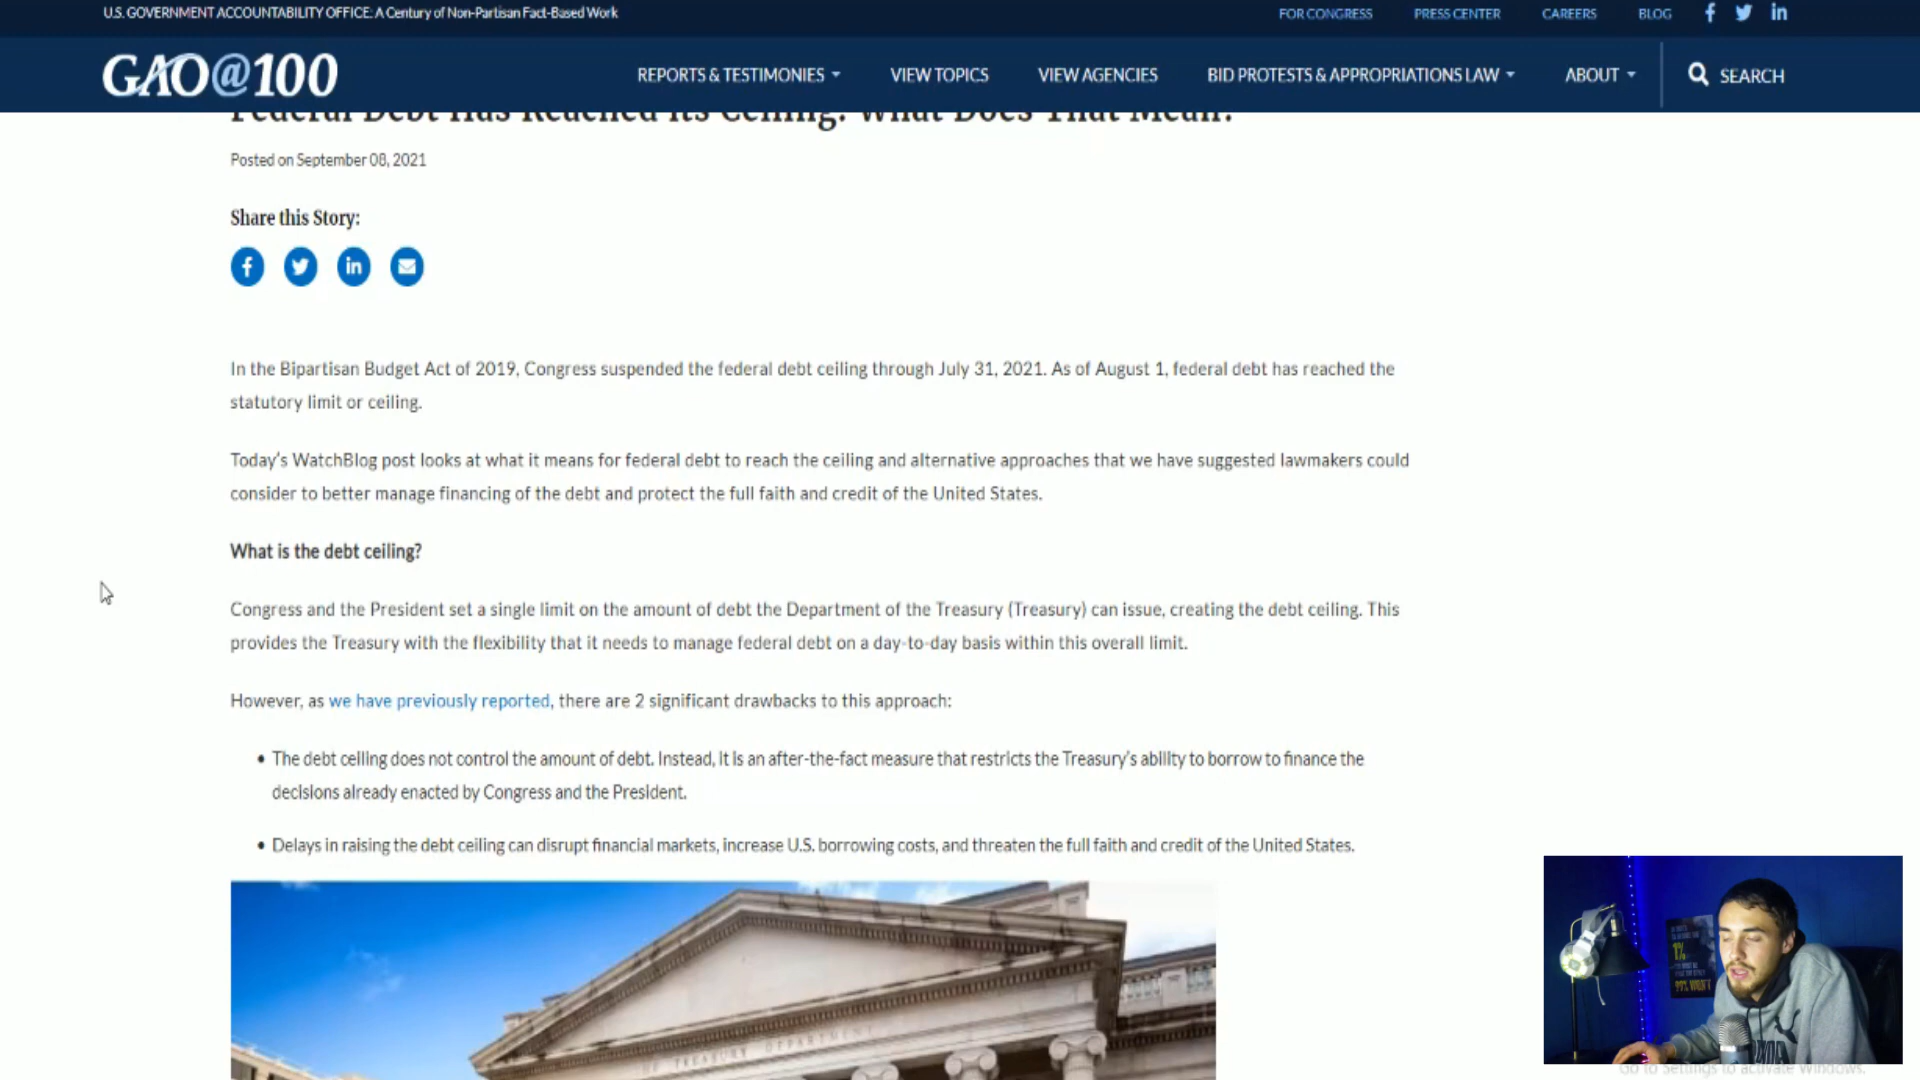 U.S. GOVERNMENT ACCOUNTABILITY OFFICE: A Century of Non-Partisan Fact-Based Work
FOR CONGRESS PRESS CENTER CAREERS BLOG
GAO@100
REPORTS & TESTIMONIES VIEW TOPICS VIEW AGENCIES BID PROTESTS & APPROPRIATIONS LAW ABOUT SEARCH
Federal Debt Has Reached Its Ceiling. What Does That Mean?
Posted on September 08, 2021
Share this Story:
In the Bipartisan Budget Act of 2019, Congress suspended the federal debt ceiling through July 31, 2021. As of August 1, federal debt has reached the
statutory limit or ceiling.
Today's WatchBlog post looks at what it means for federal debt to reach the ceiling and alternative approaches that we have suggested lawmakers could
consider to better manage financing of the debt and protect the full faith and credit of the United States.
What is the debt ceiling?
Congress and the President set a single limit on the amount of debt the Department of the Treasury (Treasury) can issue, creating the debt ceiling. This
provides the Treasury with the flexibility that it needs to manage federal debt on a day-to-day basis within this overall limit.
However, as we have previously reported, there are 2 significant drawbacks to this approach:
• The debt ceiling does not control the amount of debt. Instead, it is an after-the-fact measure that restricts the Treasury's ability to borrow to finance the
decisions already enacted by Congress and the President.
• Delays in raising the debt ceiling can disrupt financial markets, increase U.S. borrowing costs, and threaten the full faith and credit of the United States.
TREASURY DEPARTMENT
1%
99% WON'T
Go to Settings to activate Windows.